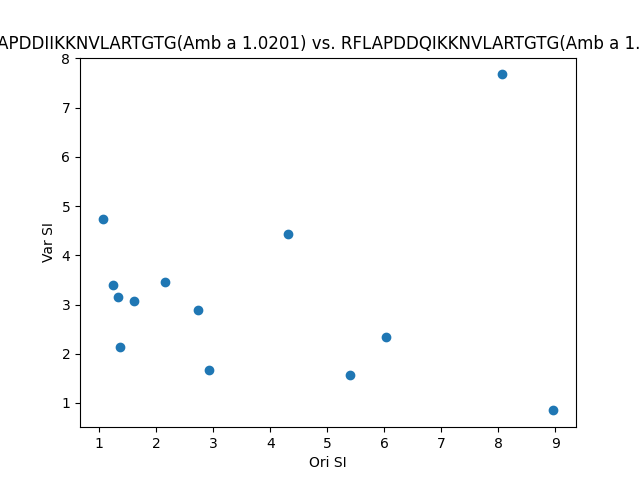 APDDIIKKNVLARTGTG(Amb a 1.0201) vs. RFLAPDDQIKKNVLARTGTG(Amb a 1.
8
7
6
5
4
3
2
1
Var SI
1 2 3 4 5 6 7 8 9
Ori SI